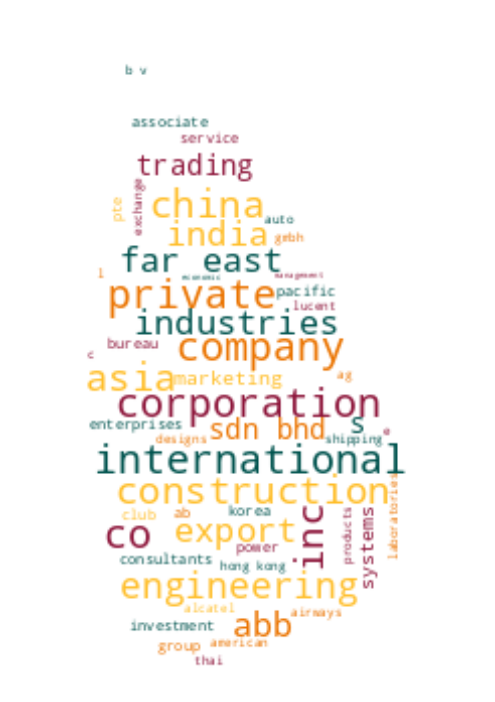 b v
associate
service
trading
exchange
pte
china
auto
india
gebh
far east
l
economic
management
private
pacific
lucent
industries
bureau
company
c
asia
marketing
ag
corporation
enterprises
sdn bhd
s
e
designs
shipping
international
construction
laboratories
club
ab
korea
inc
products
systems
co
export
power
consultants
hong kong
engineering
alcatel
airways
investment
abb
group
american
thai